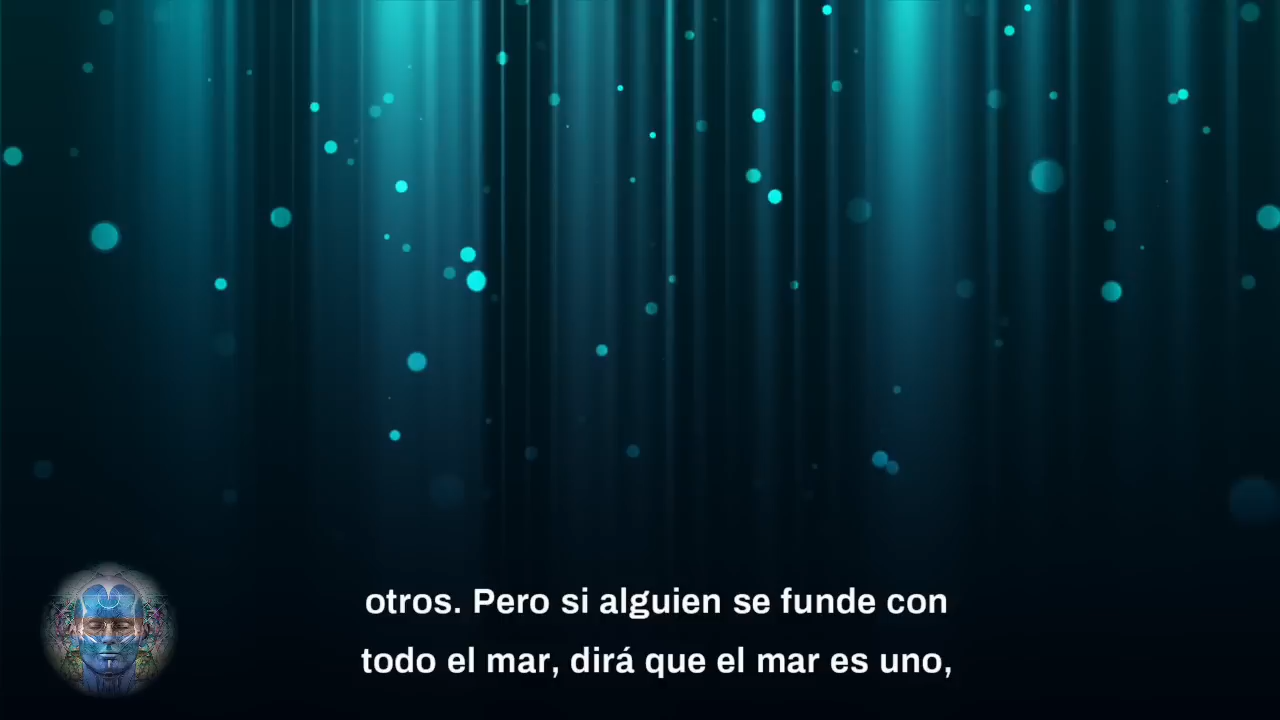 otros. Pero si alguien se funde con
todo el mar, dirá que el mar es uno,